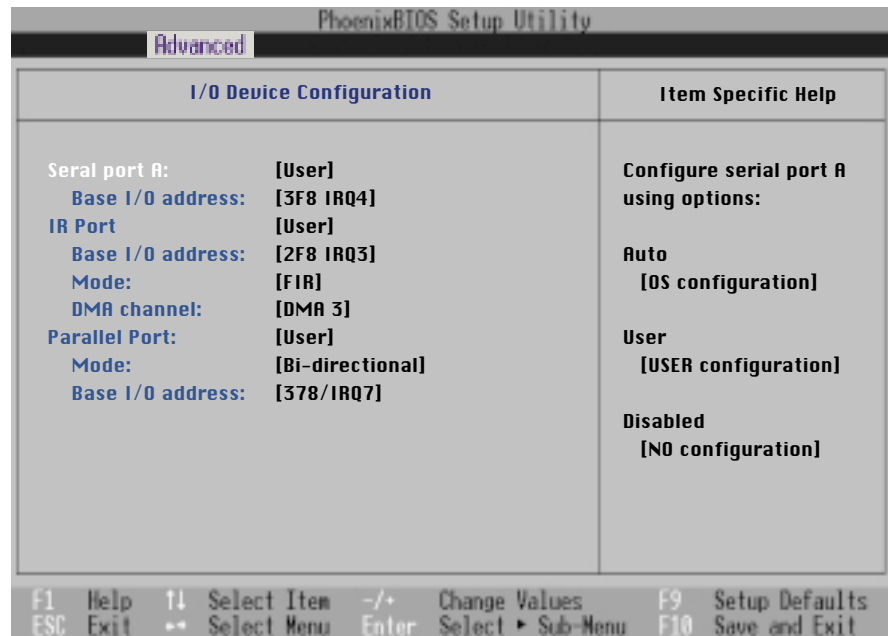 PhoenixBIOS Setup Utility
Advanced
I/O Device Configuration
Item Specific Help
Seral port A: [User]
Base I/O address: [3F8 IRQ4]
IR Port [User]
Base I/O address: [2F8 IRQ3]
Mode: [FIR]
DMA channel: [DMA 3]
Parallel Port: [User]
Mode: [Bi-directional]
Base I/O address: [378/IRQ7]
Configure serial port A
using options:
Auto
[OS configuration]
User
[USER configuration]
Disabled
[NO configuration]
F1 Help ↑↓ Select Item -/+ Change Values F9 Setup Defaults
ESC Exit ←→ Select Menu Enter Select ▸ Sub-Menu F10 Save and Exit